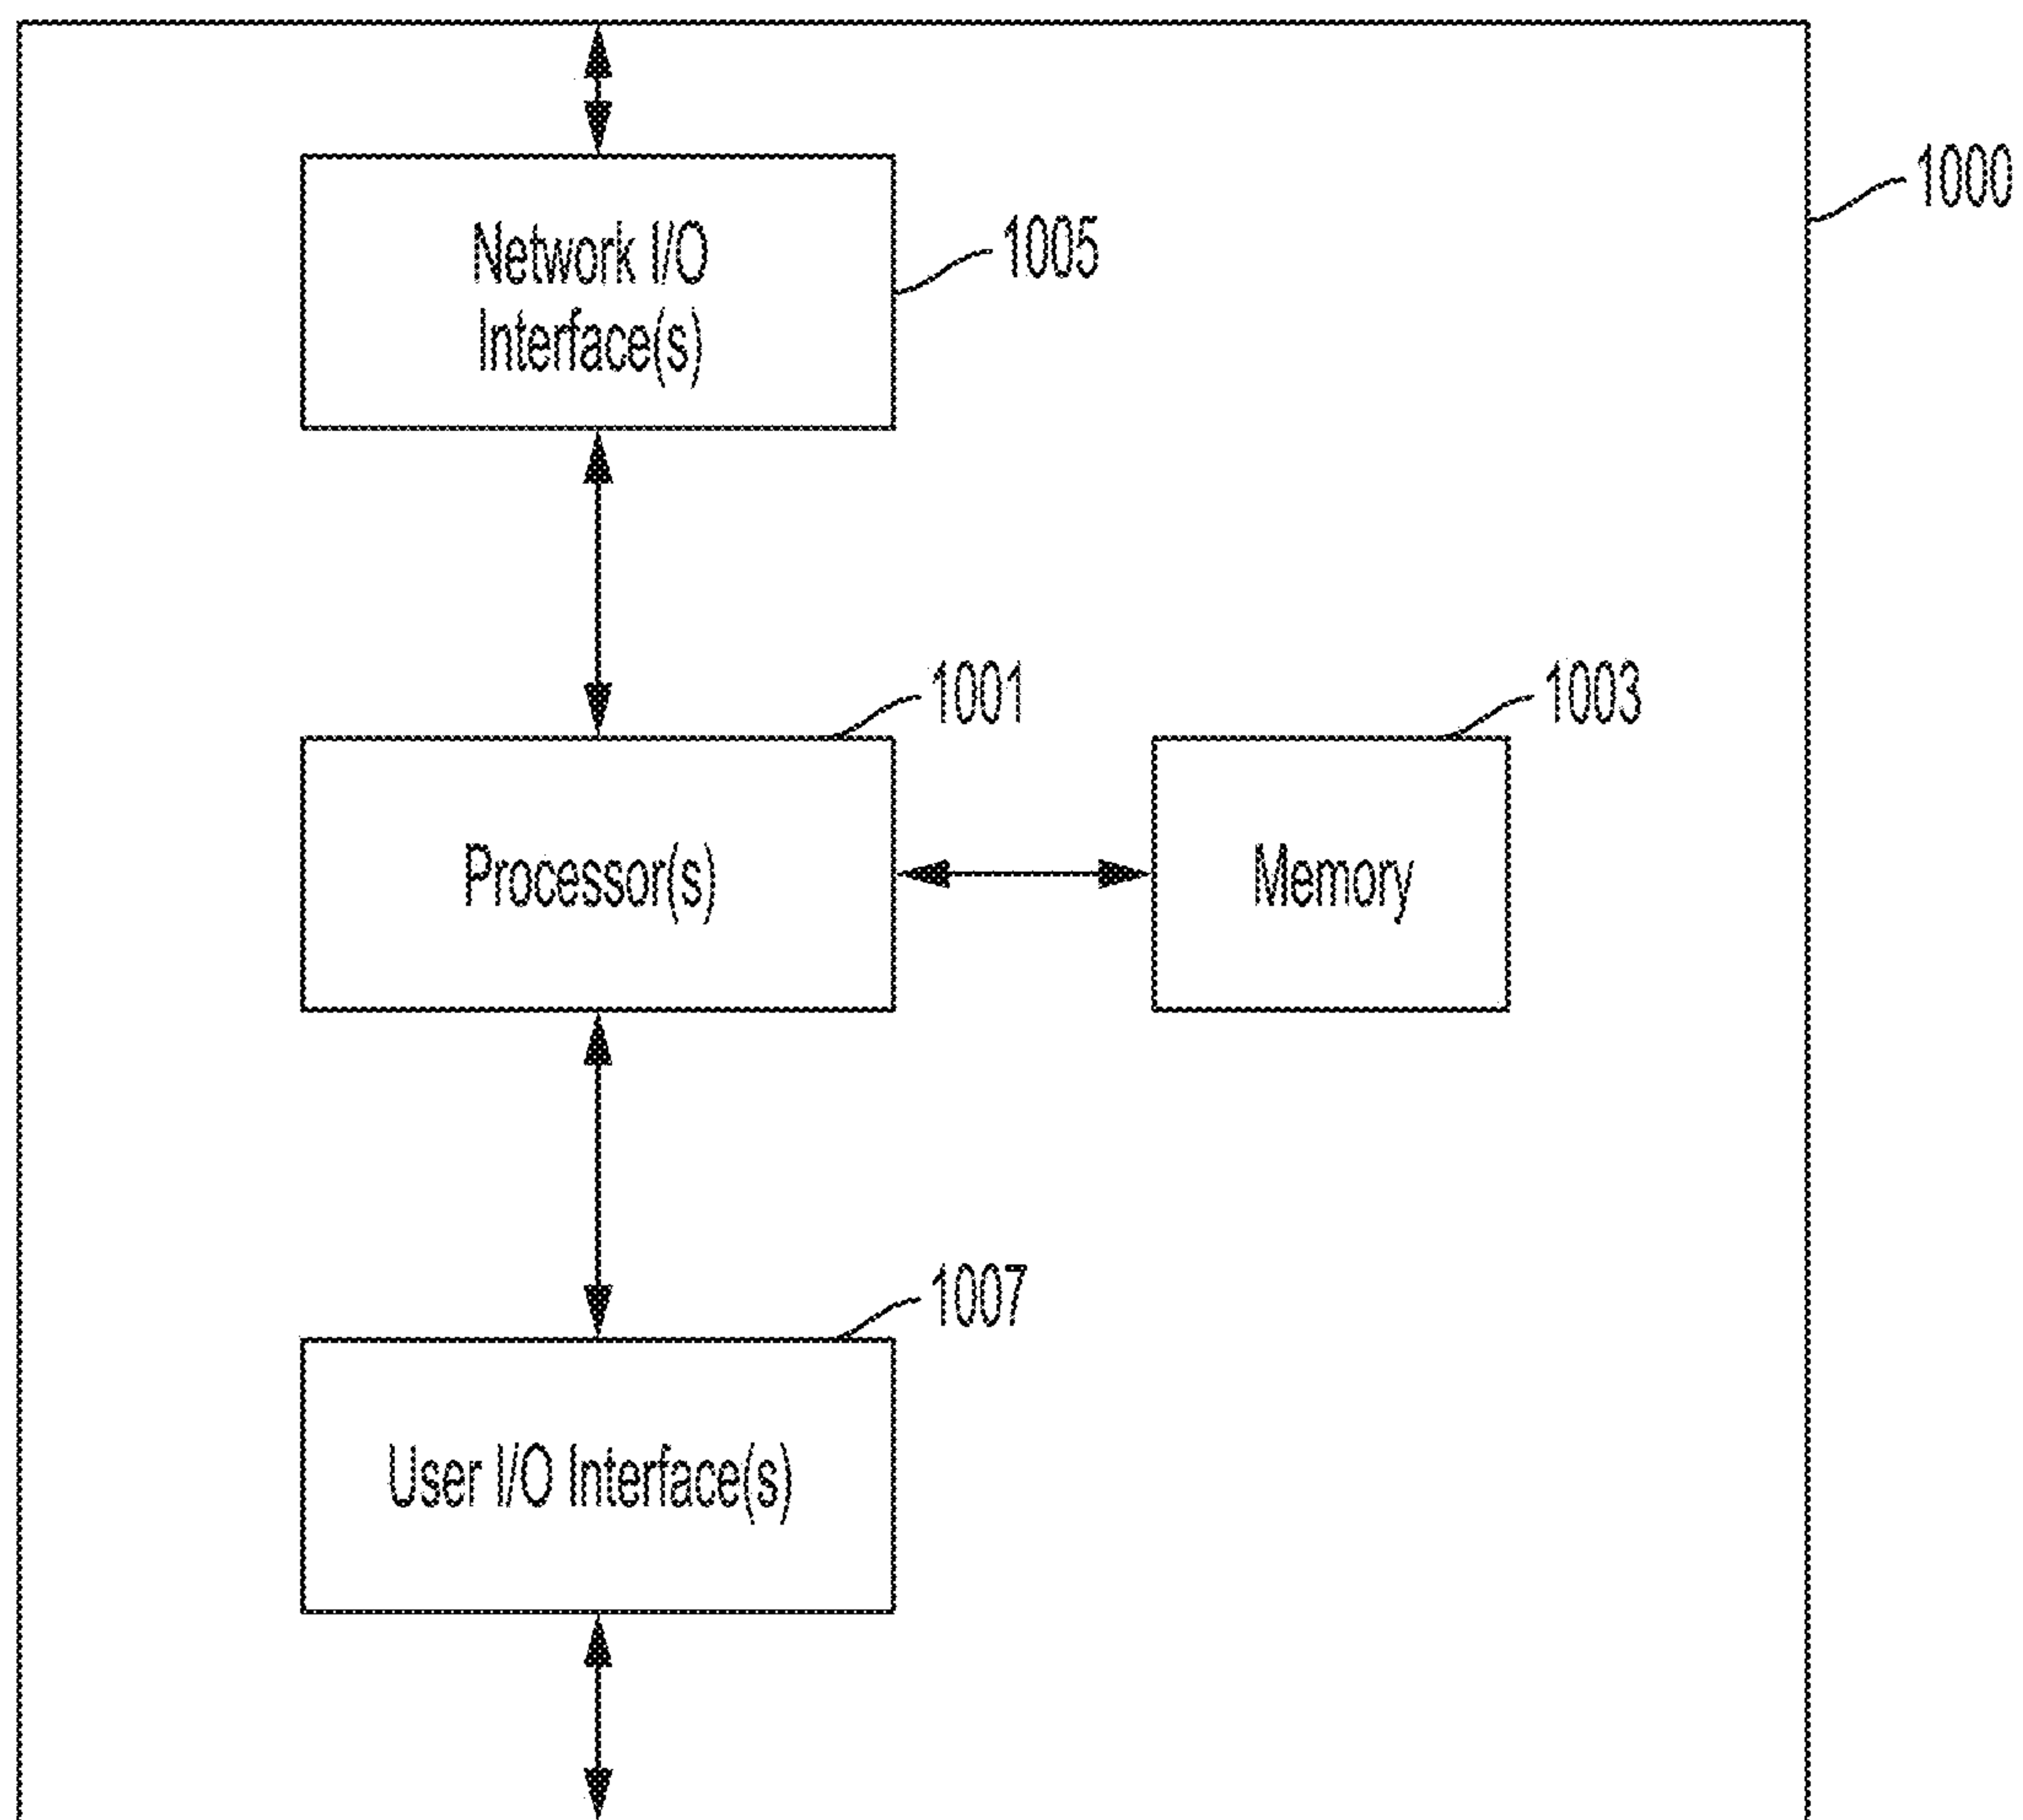 1000
Network I/O
Interface(s)
1005
1001
1003
Processor(s)
Memory
1007
User I/O Interface(s)